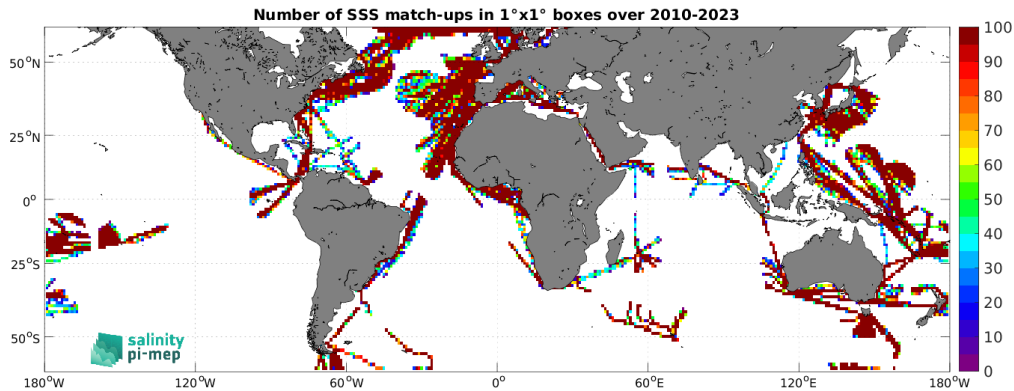 Number of SSS match-ups in 1°x1° boxes over 2010-2023
50°N
25°N
0°
25°S
50°S
180°W
120°W
60°W
0°
60°E
120°E
180°W
100
90
80
70
60
50
40
30
20
10
0
salinity
pi-mep